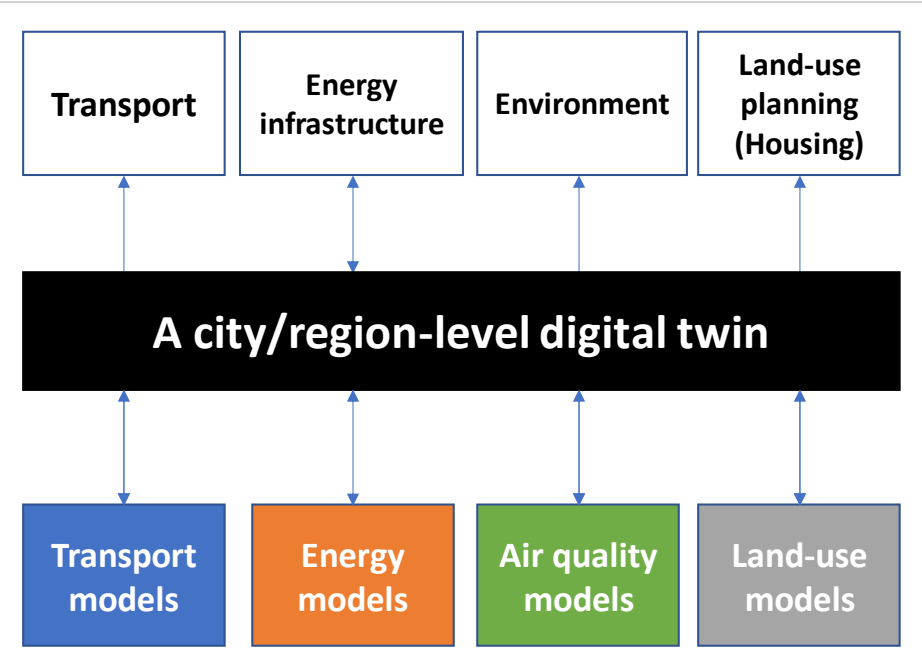 Transport
Energy
infrastructure
Environment
Land-use
planning
(Housing)
A city/region-level digital twin
Transport
models
Energy
models
Air quality
models
Land-use
models